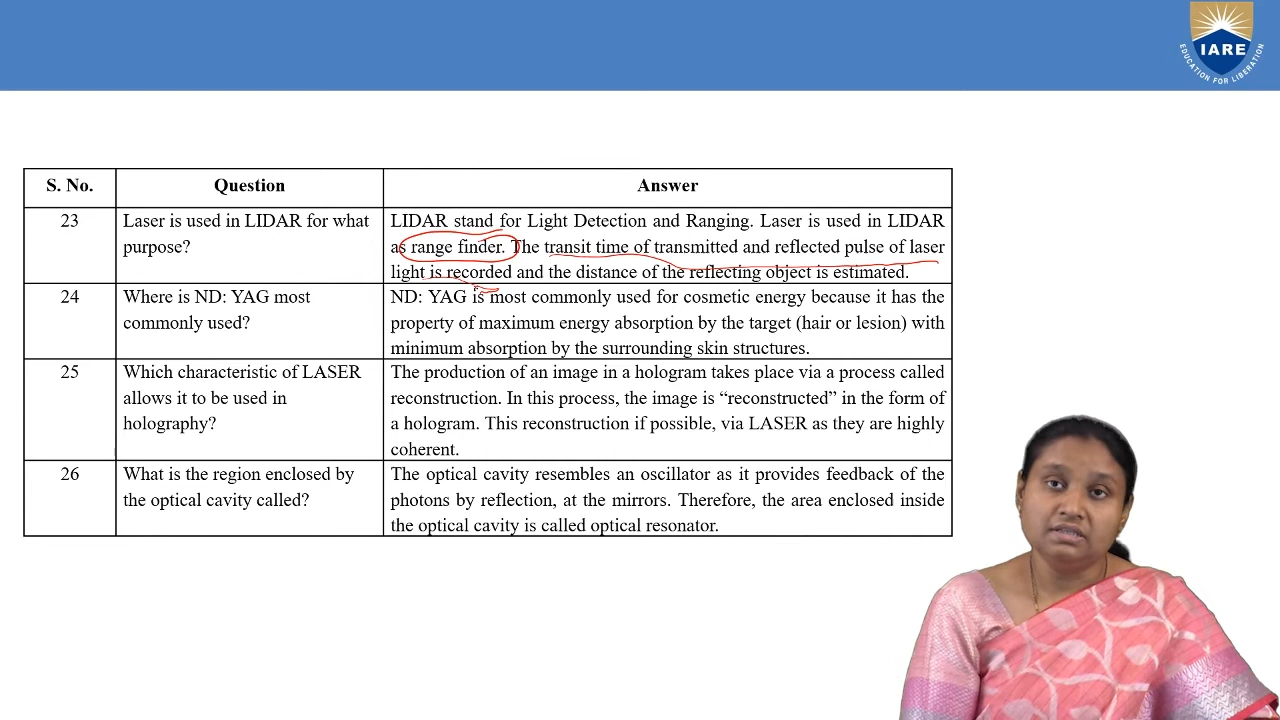 IARE
EDUCATION FOR LIBERATION
S. No.
Question
Answer
23
Laser is used in LIDAR for what
purpose?
LIDAR stand for Light Detection and Ranging. Laser is used in LIDAR
as range finder. The transit time of transmitted and reflected pulse of laser
light is recorded and the distance of the reflecting object is estimated.
24
Where is ND: YAG most
commonly used?
ND: YAG is most commonly used for cosmetic energy because it has the
property of maximum energy absorption by the target (hair or lesion) with
minimum absorption by the surrounding skin structures.
25
Which characteristic of LASER
allows it to be used in
holography?
The production of an image in a hologram takes place via a process called
reconstruction. In this process, the image is “reconstructed” in the form of
a hologram. This reconstruction if possible, via LASER as they are highly
coherent.
26
What is the region enclosed by
the optical cavity called?
The optical cavity resembles an oscillator as it provides feedback of the
photons by reflection, at the mirrors. Therefore, the area enclosed inside
the optical cavity is called optical resonator.